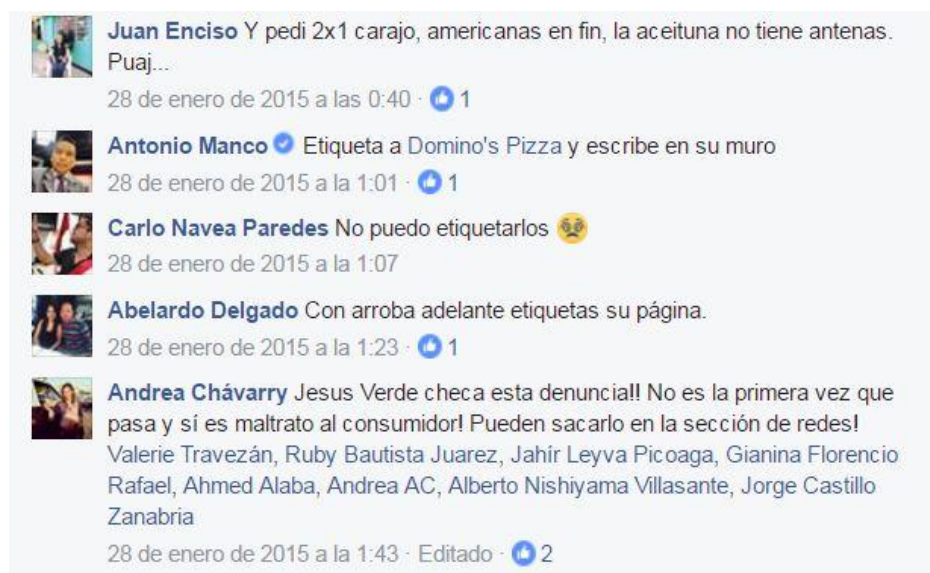 Juan Enciso Y pedi 2x1 carajo, americanas en fin, la aceituna no tiene antenas.
Puaj...
28 de enero de 2015 a las 0:40 · 1
Antonio Manco Etiqueta a Domino's Pizza y escribe en su muro
28 de enero de 2015 a la 1:01 · 1
Carlo Navea Paredes No puedo etiquetarlos
28 de enero de 2015 a la 1:07
Abelardo Delgado Con arroba adelante etiquetas su página.
28 de enero de 2015 a la 1:23 · 1
Andrea Chávarry Jesus Verde checa esta denuncia!! No es la primera vez que
pasa y sí es maltrato al consumidor! Pueden sacarlo en la sección de redes!
Valerie Travezán, Ruby Bautista Juarez, Jahír Leyva Picoaga, Gianina Florencio
Rafael, Ahmed Alaba, Andrea AC, Alberto Nishiyama Villasante, Jorge Castillo
Zanabria
28 de enero de 2015 a la 1:43 · Editado · 2